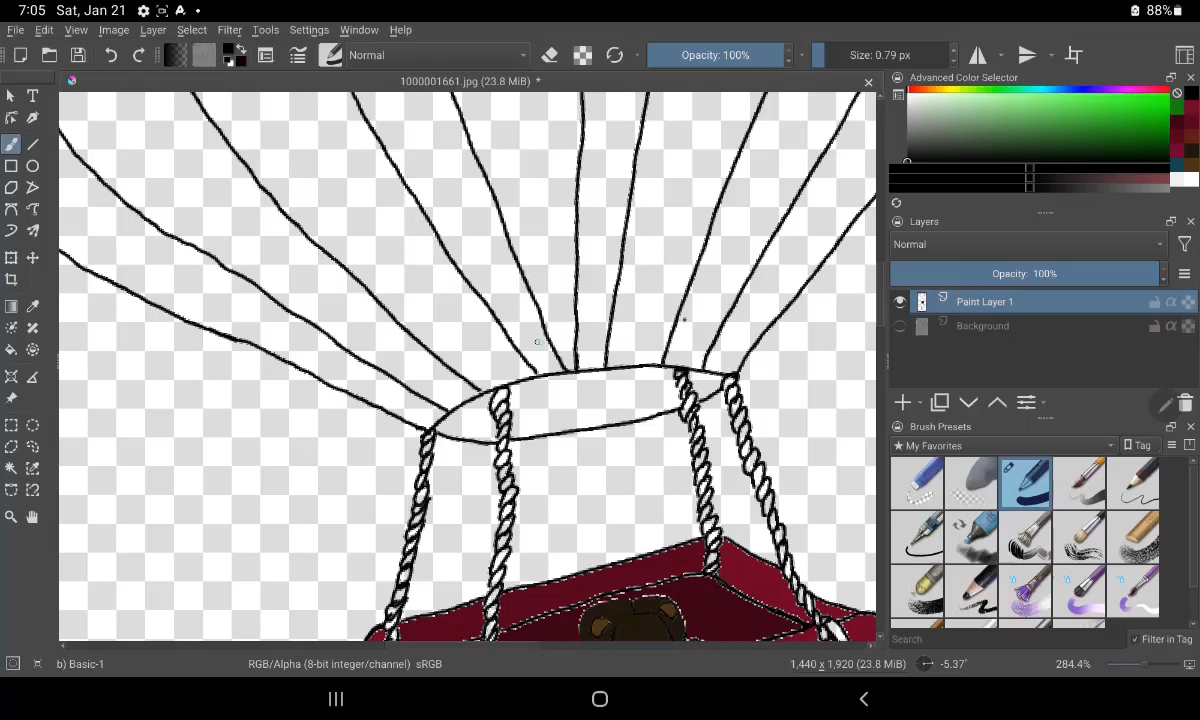 7:05 Sat, Jan 21
88%
File Edit View Image Layer Select Filter Tools Settings Window Help
Normal
Opacity: 100%
Size: 0.79 px
1000001661.jpg (23.8 MiB) *
Advanced Color Selector
Layers
Normal
Opacity: 100%
Paint Layer 1
Background
Brush Presets
My Favorites
Tag
Search
Filter in Tag
b) Basic-1
RGB/Alpha (8-bit integer/channel) sRGB
1,440 x 1,920 (23.8 MiB)
-5.37°
284.4%